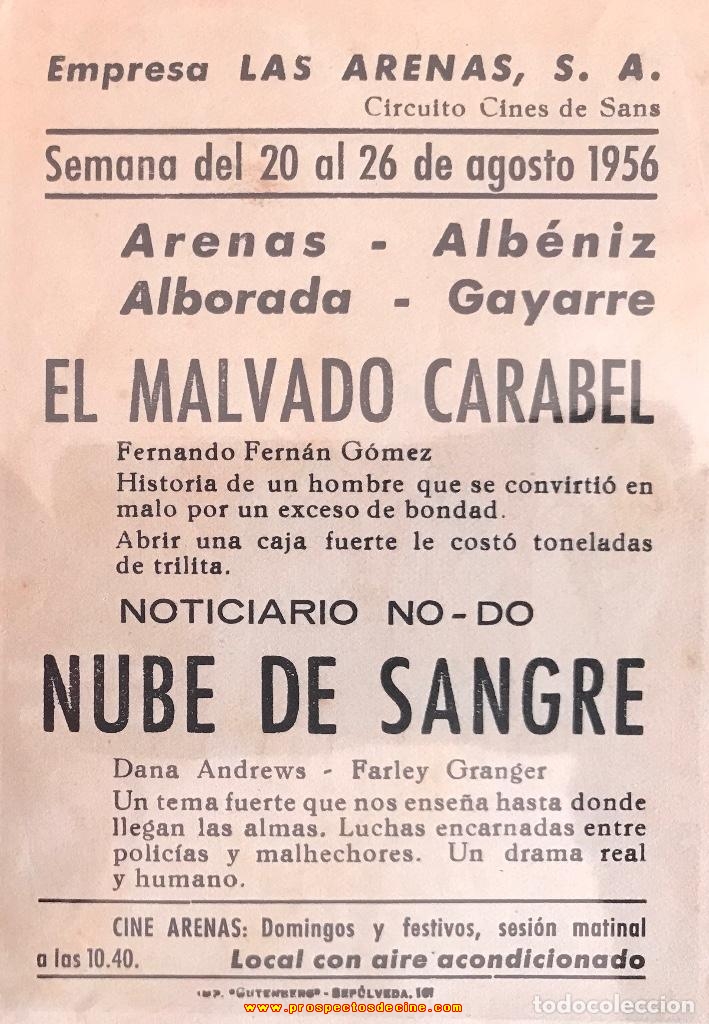 Empresa LAS ARENAS, S. A.
Circuito Cines de Sans
Semana del 20 al 26 de agosto 1956
Arenas - Albéniz
Alborada - Gayarre
EL MALVADO CARABEL
Fernando Fernán Gómez
Historia de un hombre que se convirtió en
malo por un exceso de bondad.
Abrir una caja fuerte le costó toneladas
de trilita.
NOTICIARIO NO-DO
NUBE DE SANGRE
Dana Andrews - Farley Granger
Un tema fuerte que nos enseña hasta donde
llegan las almas. Luchas encarnadas entre
policías y malhechores. Un drama real
y humano.
CINE ARENAS: Domingos y festivos, sesión matinal
a las 10.40. Local con aire acondicionado
IMP. "GUTENBERG" - SEPÚLVEDA, 161
www.prospectosdecine.com
todocoleccion